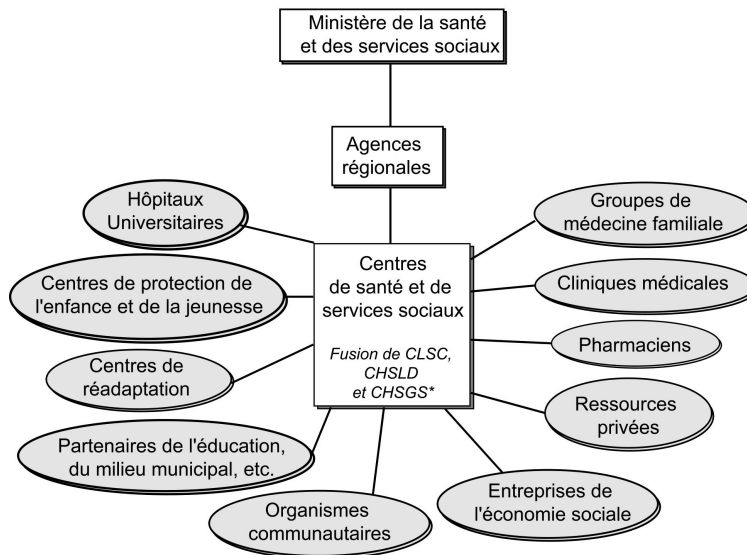 Ministère de la santé
et des services sociaux
Agences
régionales
Hôpitaux
Universitaires
Groupes de
médecine familiale
Centres de protection de
l'enfance et de la jeunesse
Centres
de santé et de
services sociaux
Fusion de CLSC,
CHSLD
et CHSGS*
Cliniques médicales
Centres de
réadaptation
Pharmaciens
Ressources
privées
Partenaires de l'éducation,
du milieu municipal, etc.
Organismes
communautaires
Entreprises de
l'économie sociale